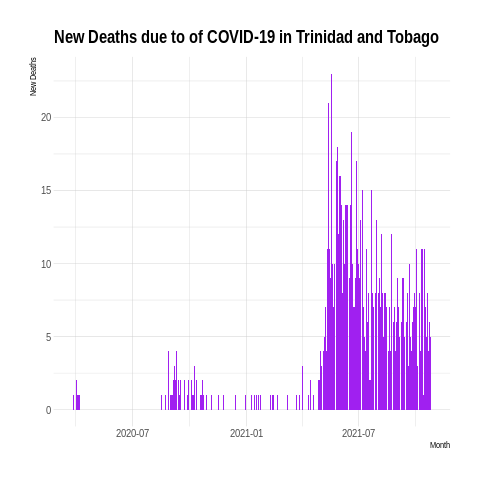 New Deaths due to of COVID-19 in Trinidad and Tobago
New Deaths
20
15
10
5
0
2020-07
2021-01
2021-07
Month